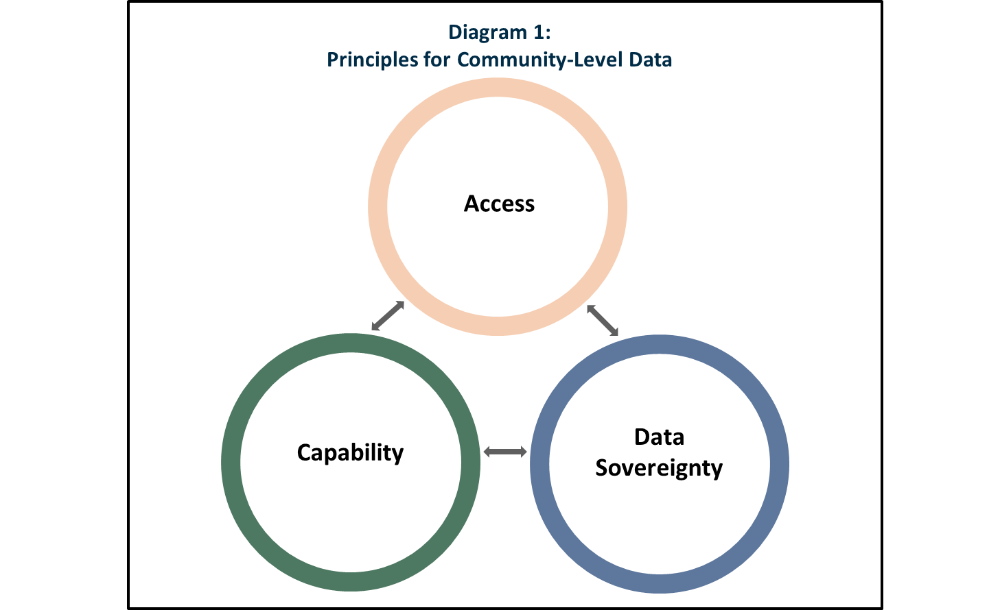 Diagram 1:
Principles for Community-Level Data
Access
Capability
Data
Sovereignty